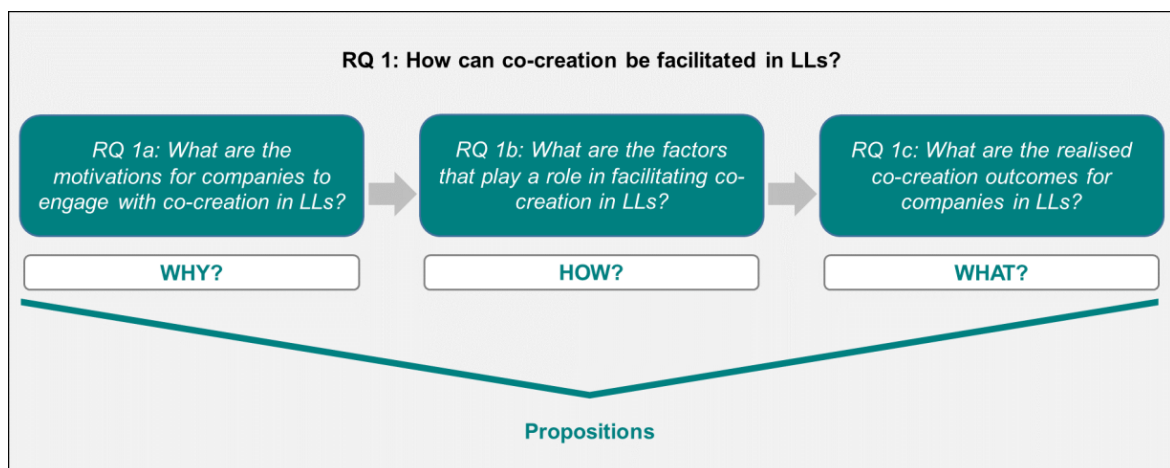 RQ 1: How can co-creation be facilitated in LLs?
RQ 1a: What are the
motivations for companies to
engage with co-creation in LLs?
RQ 1b: What are the factors
that play a role in facilitating co-
creation in LLs?
RQ 1c: What are the realised
co-creation outcomes for
companies in LLs?
WHY?
HOW?
WHAT?
Propositions